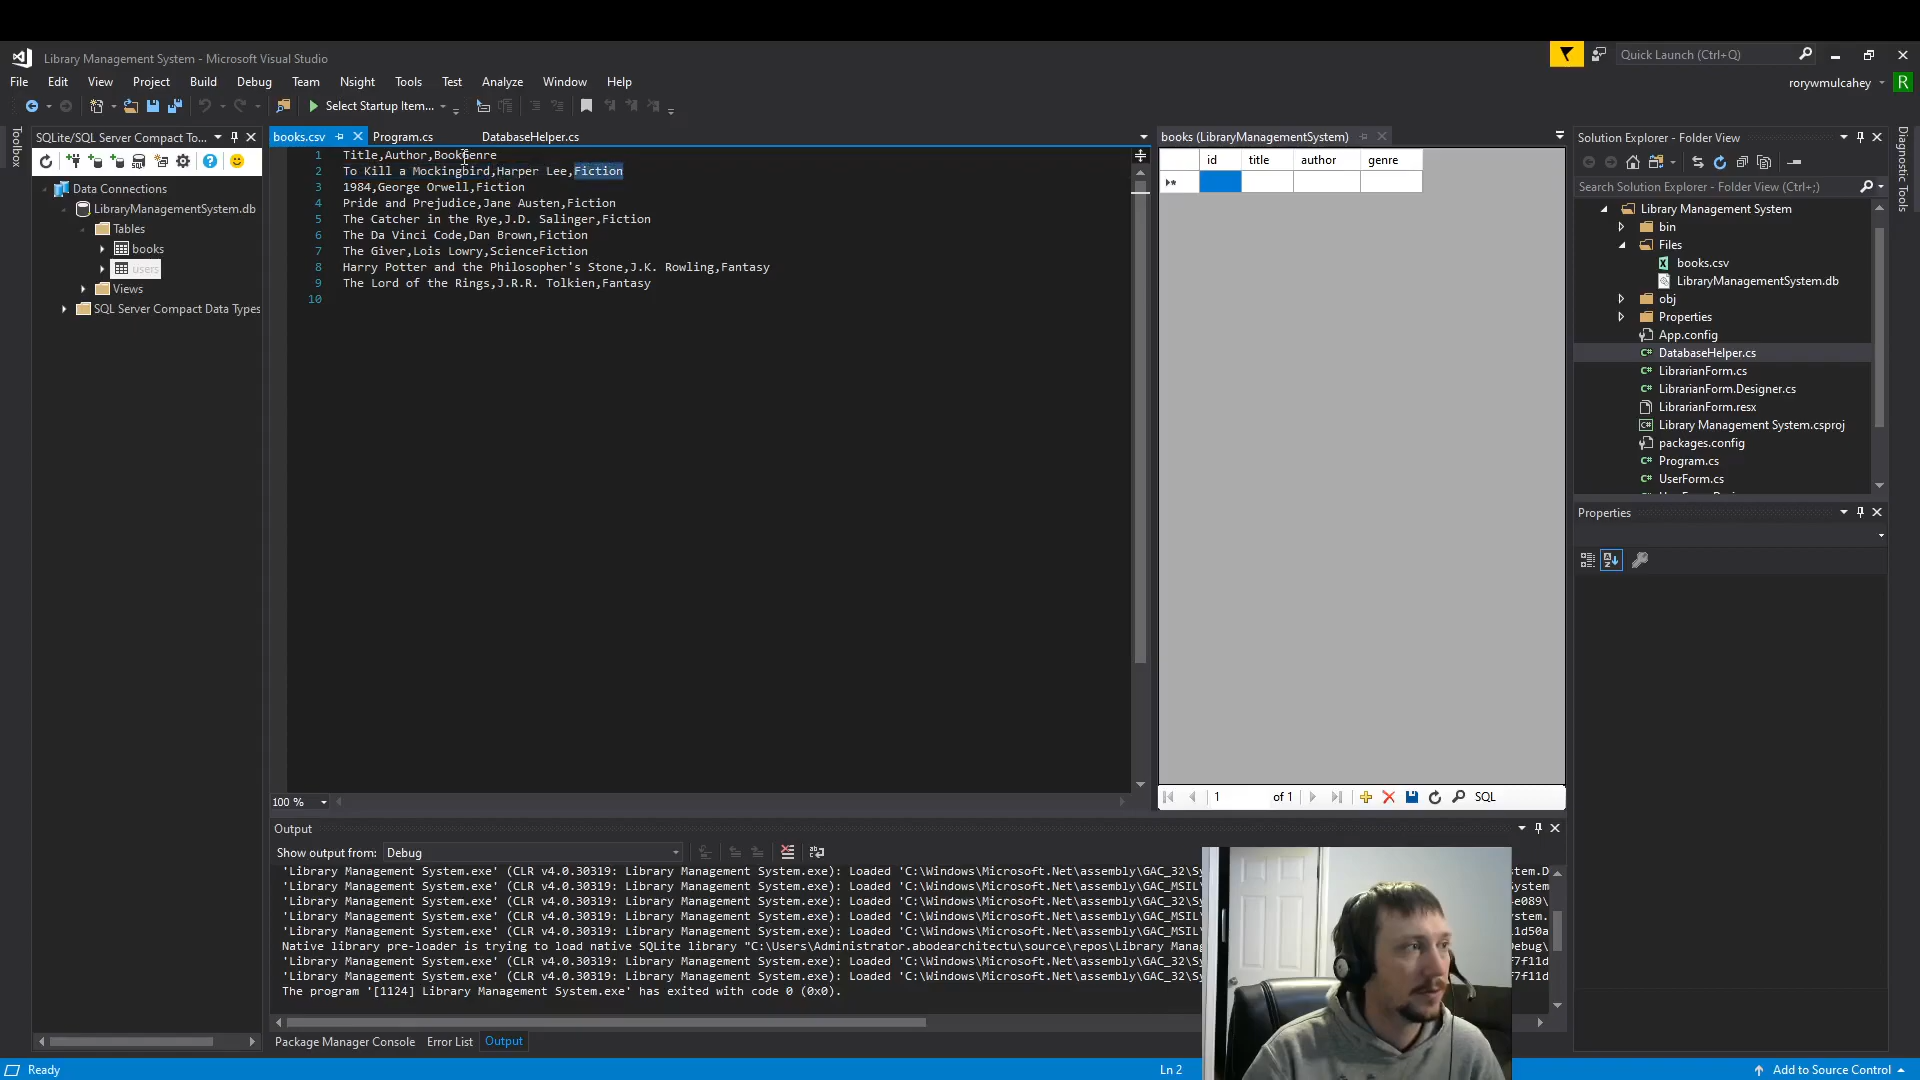 Library Management System - Microsoft Visual Studio
Quick Launch (Ctrl+Q)
File Edit View Project Build Debug Team Nsight Tools Test Analyze Window Help
rorywmulcahey R
Select Startup Item...
Toolbox
SQLite/SQL Server Compact To...
Data Connections
LibraryManagementSystem.db
Tables
books
users
Views
SQL Server Compact Data Types
books.csv Program.cs DatabaseHelper.cs
1 Title,Author,BookGenre
2 To Kill a Mockingbird,Harper Lee,Fiction
3 1984,George Orwell,Fiction
4 Pride and Prejudice,Jane Austen,Fiction
5 The Catcher in the Rye,J.D. Salinger,Fiction
6 The Da Vinci Code,Dan Brown,Fiction
7 The Giver,Lois Lowry,ScienceFiction
8 Harry Potter and the Philosopher's Stone,J.K. Rowling,Fantasy
9 The Lord of the Rings,J.R.R. Tolkien,Fantasy
10
100 %
books (LibraryManagementSystem)
id title author genre
1 of 1 SQL
Solution Explorer - Folder View
Search Solution Explorer - Folder View (Ctrl+;)
Library Management System
bin
Files
books.csv
LibraryManagementSystem.db
obj
Properties
App.config
DatabaseHelper.cs
LibrarianForm.cs
LibrarianForm.Designer.cs
LibrarianForm.resx
Library Management System.csproj
packages.config
Program.cs
UserForm.cs
Properties
Diagnostic Tools
Output
Show output from: Debug
'Library Management System.exe' (CLR v4.0.30319: Library Management System.exe): Loaded 'C:\Windows\Microsoft.Net\assembly\GAC_32\Sy stem.D
'Library Management System.exe' (CLR v4.0.30319: Library Management System.exe): Loaded 'C:\Windows\Microsoft.Net\assembly\GAC_MSIL\ System
'Library Management System.exe' (CLR v4.0.30319: Library Management System.exe): Loaded 'C:\Windows\Microsoft.Net\assembly\GAC_32\Sy e089\
'Library Management System.exe' (CLR v4.0.30319: Library Management System.exe): Loaded 'C:\Windows\Microsoft.Net\assembly\GAC_MSIL\ ystem.
'Library Management System.exe' (CLR v4.0.30319: Library Management System.exe): Loaded 'C:\Windows\Microsoft.Net\assembly\GAC_MSIL\ 1d50a
Native library pre-loader is trying to load native SQLite library "C:\Users\Administrator.abodearchitectu\source\repos\Library Manag Debug\
'Library Management System.exe' (CLR v4.0.30319: Library Management System.exe): Loaded 'C:\Windows\Microsoft.Net\assembly\GAC_32\Sy f7f11d
'Library Management System.exe' (CLR v4.0.30319: Library Management System.exe): Loaded 'C:\Windows\Microsoft.Net\assembly\GAC_32\Sy f7f11d
The program '[1124] Library Management System.exe' has exited with code 0 (0x0).
Package Manager Console Error List Output
Ready Ln 2 Add to Source Control